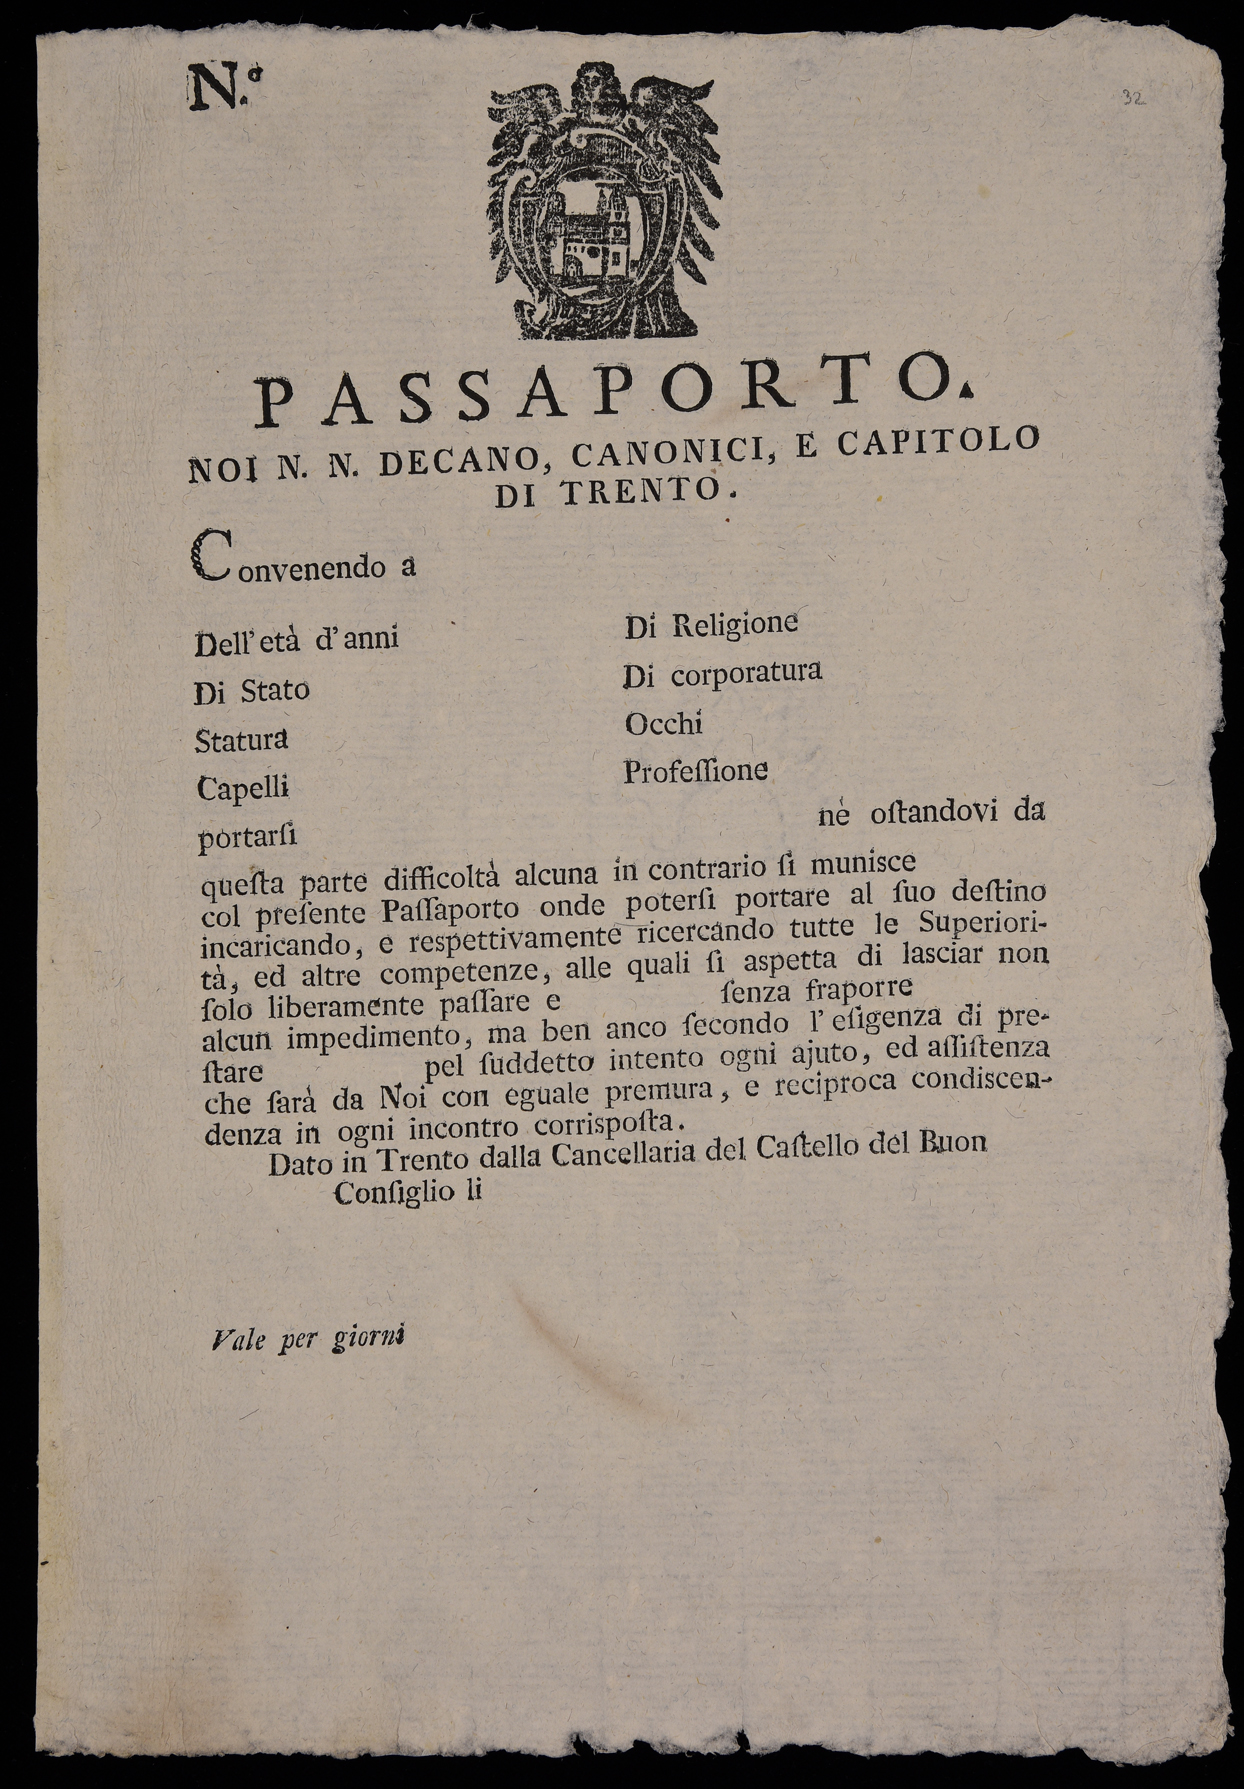 N.º
32
PASSAPORTO.
NOI N. N. DECANO, CANONICI, E CAPITOLO
DI TRENTO.
Convenendo a
Dell'età d'anni Di Religione
Di Stato Di corporatura
Statura Occhi
Capelli Profeſſione
portarſi nè oſtandovi da
queſta parte difficoltà alcuna in contrario ſi munisce
col preſente Paſſaporto onde poterſi portare al ſuo deſtino
incaricando, e respettivamente ricercando tutte le Superiori-
tà, ed altre competenze, alle quali ſi aspetta di lasciar non
ſolo liberamente paſſare e ſenza fraporre
alcun impedimento, ma ben anco ſecondo l'eſigenza di pre-
ſtare pel ſuddetto intento ogni ajuto, ed aſſiſtenza
che ſarà da Noi con eguale premura, e reciproca condiscen-
denza in ogni incontro corrispoſta.
Dato in Trento dalla Cancellaria del Caſtello del Buon
Conſiglio li
Vale per giorni